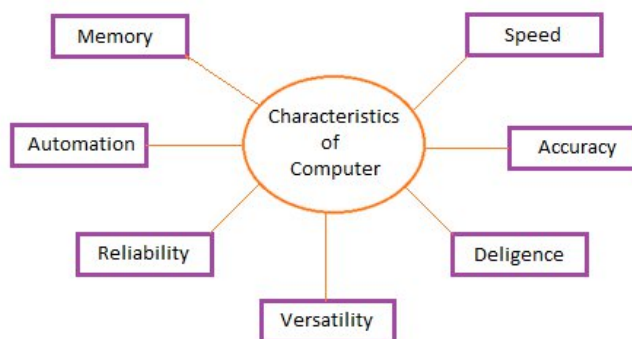 Memory
Speed
Characteristics
of
Computer
Automation
Accuracy
Reliability
Deligence
Versatility